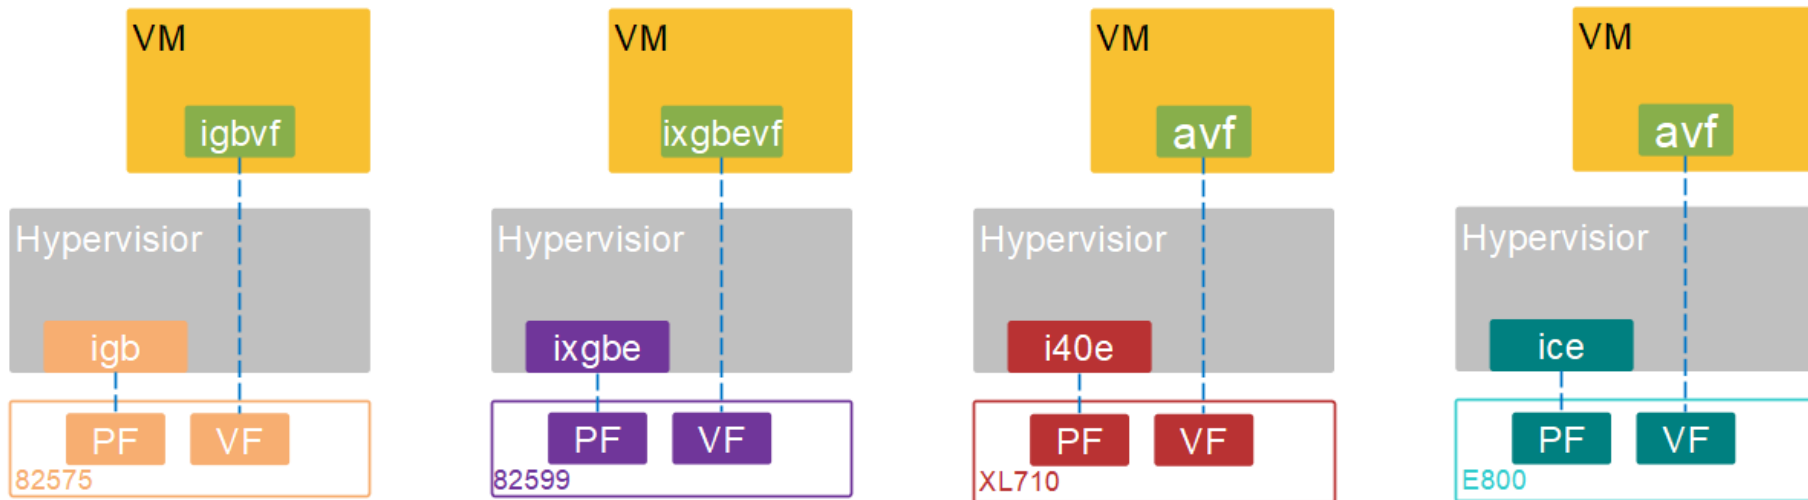 VM
igbvf
Hypervisior
igb
PF VF
82575
VM
ixgbevf
Hypervisior
ixgbe
PF VF
82599
VM
avf
Hypervisior
i40e
PF VF
XL710
VM
avf
Hypervisior
ice
PF VF
E800